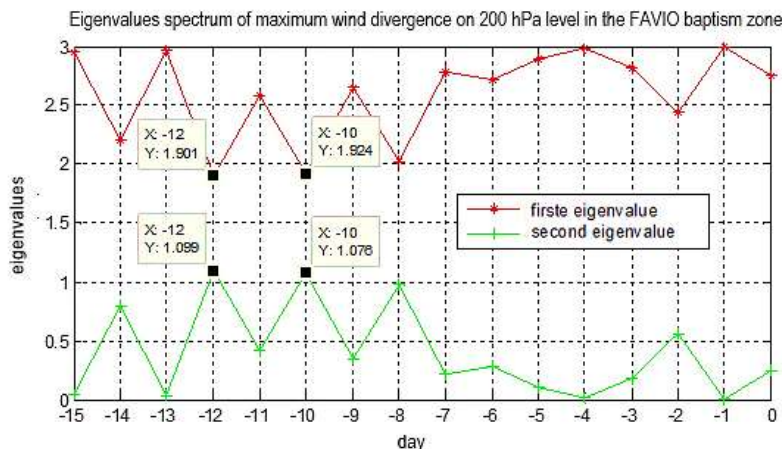 Eigenvalues spectrum of maximum wind divergence on 200 hPa level in the FAVIO baptism zone
3
2.5
2
1.5
1
0.5
0
eigenvalues
X: -12
Y: 1.901
X: -10
Y: 1.924
X: -12
Y: 1.099
X: -10
Y: 1.076
firste eigenvalue
second eigenvalue
-15 -14 -13 -12 -11 -10 -9 -8 -7 -6 -5 -4 -3 -2 -1 0
day